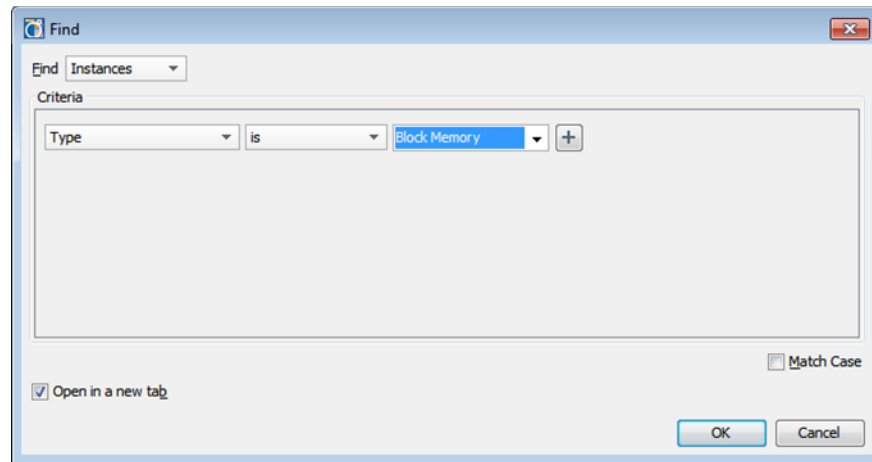 Find
Find Instances
Criteria
Type is Block Memory +
Match Case
Open in a new tab
OK Cancel